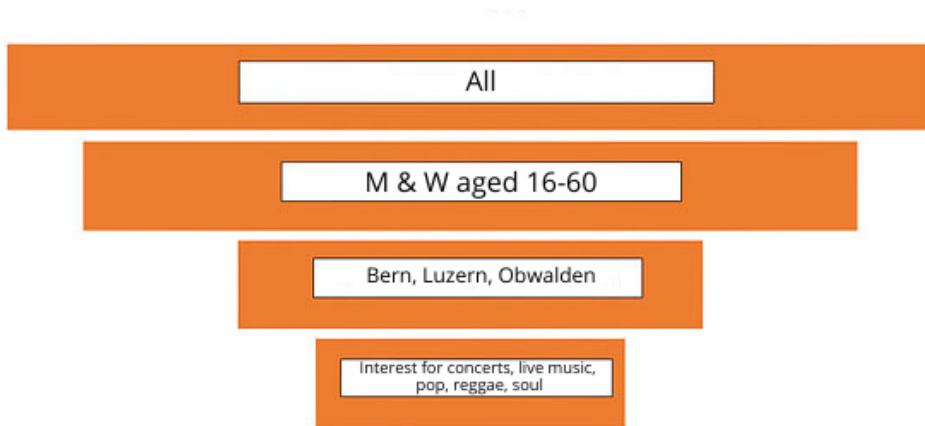 All
M & W aged 16-60
Bern, Luzern, Obwalden
Interest for concerts, live music,
pop, reggae, soul